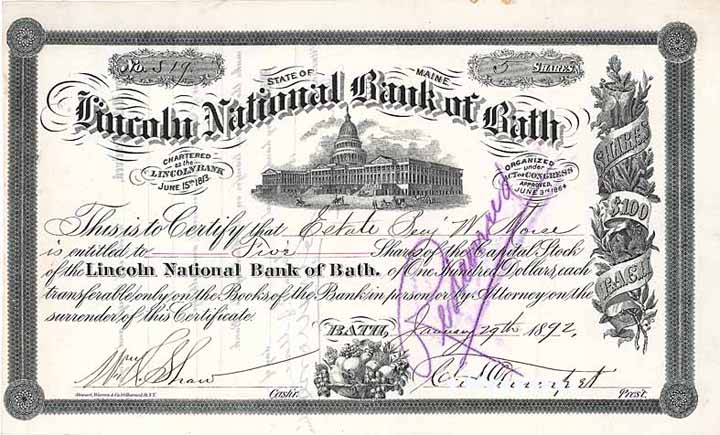 No. 519. 5 SHARES
STATE OF MAINE
Lincoln National Bank of Bath
CHARTERED
as the
LINCOLN BANK
JUNE 15TH 1813.
ORGANIZED
under
ACT OF CONGRESS
APPROVED,
JUNE 3RD 1864
SHARES
$100
EACH
This is to Certify that Estate Benj W. Morse
is entitled to Five Shares of the Capital Stock
of the Lincoln National Bank of Bath. of One Hundred Dollars, each
transferable only on the Books of the Bank in person or by Attorney on the
surrender of this Certificate.
BATH, January 29th 1892,
Redeemed
Wm R Shaw Cashr. Prest.